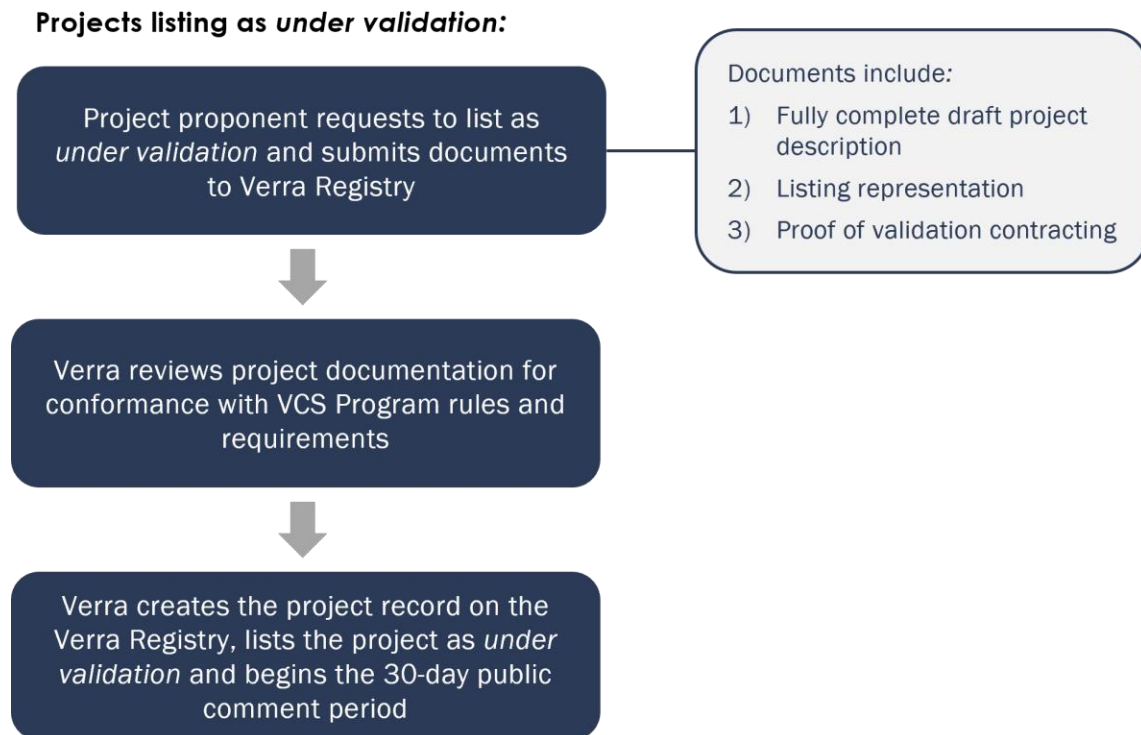 Projects listing as under validation:
Project proponent requests to list as
under validation and submits documents
to Verra Registry
Documents include:
1) Fully complete draft project
description
2) Listing representation
3) Proof of validation contracting
Verra reviews project documentation for
conformance with VCS Program rules and
requirements
Verra creates the project record on the
Verra Registry, lists the project as under
validation and begins the 30-day public
comment period